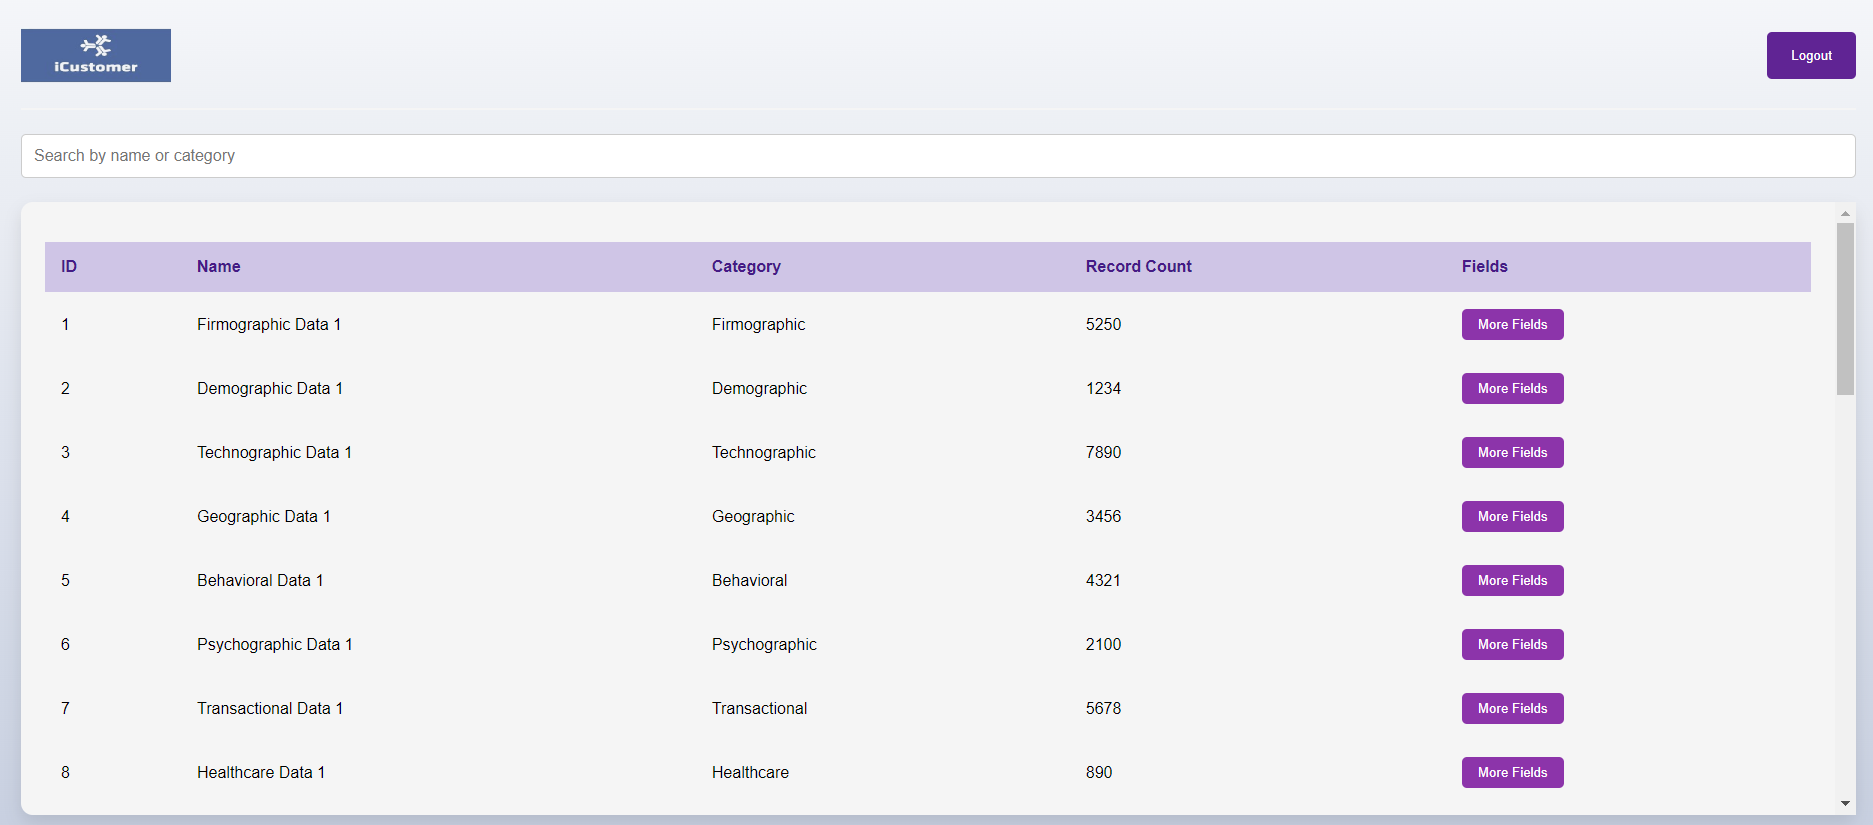 iCustomer
Logout
Search by name or category
ID Name Category Record Count Fields
1 Firmographic Data 1 Firmographic 5250 More Fields
2 Demographic Data 1 Demographic 1234 More Fields
3 Technographic Data 1 Technographic 7890 More Fields
4 Geographic Data 1 Geographic 3456 More Fields
5 Behavioral Data 1 Behavioral 4321 More Fields
6 Psychographic Data 1 Psychographic 2100 More Fields
7 Transactional Data 1 Transactional 5678 More Fields
8 Healthcare Data 1 Healthcare 890 More Fields